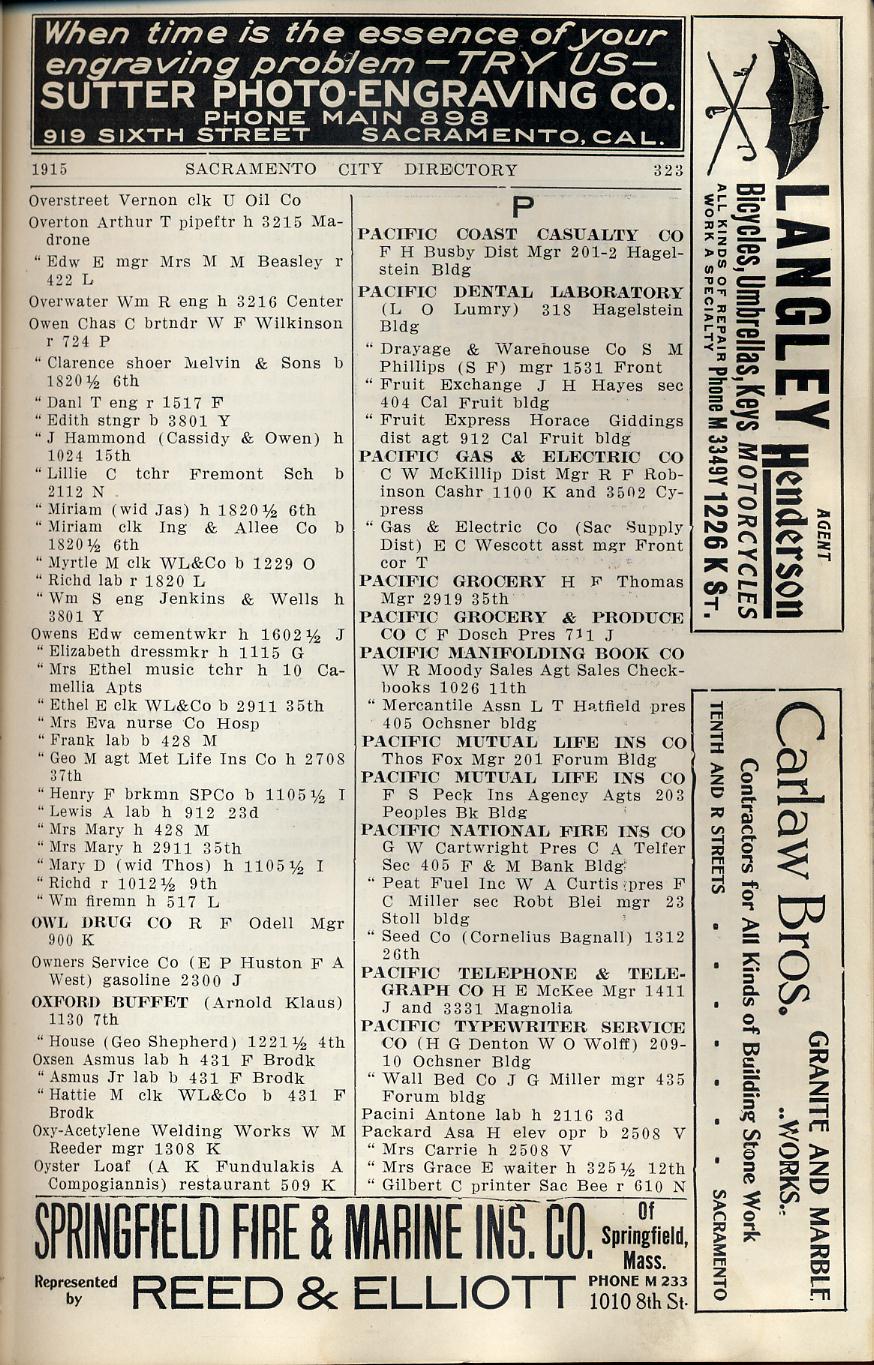 When time is the essence of your
engraving problem — TRY US —
SUTTER PHOTO-ENGRAVING CO.
PHONE MAIN 898
919 SIXTH STREET SACRAMENTO, CAL.
1915 SACRAMENTO CITY DIRECTORY 323
Overstreet Vernon clk U Oil Co
Overton Arthur T pipeftr h 3215 Ma-
drone
" Edw E mgr Mrs M M Beasley r
422 L
Overwater Wm R eng h 3216 Center
Owen Chas C brtndr W F Wilkinson
r 724 P
" Clarence shoer Melvin & Sons b
1820½ 6th
" Danl T eng r 1517 F
" Edith stngr b 3801 Y
" J Hammond (Cassidy & Owen) h
1024 15th
" Lillie C tchr Fremont Sch b
2112 N
" Miriam (wid Jas) h 1820½ 6th
" Miriam clk Ing & Allee Co b
1820½ 6th
" Myrtle M clk WL&Co b 1229 O
" Richd lab r 1820 L
" Wm S eng Jenkins & Wells h
3801 Y
Owens Edw cementwkr h 1602½ J
" Elizabeth dressmkr h 1115 G
" Mrs Ethel music tchr h 10 Ca-
mellia Apts
" Ethel E clk WL&Co b 2911 35th
" Mrs Eva nurse Co Hosp
" Frank lab b 428 M
" Geo M agt Met Life Ins Co h 2708
37th
" Henry F brkmn SPCo b 1105½ I
" Lewis A lab h 912 23d
" Mrs Mary h 428 M
" Mrs Mary h 2911 35th
" Mary D (wid Thos) h 1105½ I
" Richd r 1012½ 9th
" Wm firemn h 517 L
OWL DRUG CO R F Odell Mgr
900 K
Owners Service Co (E P Huston F A
West) gasoline 2300 J
OXFORD BUFFET (Arnold Klaus)
1130 7th
" House (Geo Shepherd) 1221½ 4th
Oxsen Asmus lab h 431 F Brodk
" Asmus Jr lab b 431 F Brodk
" Hattie M clk WL&Co b 431 F
Brodk
Oxy-Acetylene Welding Works W M
Reeder mgr 1308 K
Oyster Loaf (A K Fundulakis A
Compogiannis) restaurant 509 K
P
PACIFIC COAST CASUALTY CO
F H Busby Dist Mgr 201-2 Hagel-
stein Bldg
PACIFIC DENTAL LABORATORY
(L O Lumry) 318 Hagelstein
Bldg
" Drayage & Warehouse Co S M
Phillips (S F) mgr 1531 Front
" Fruit Exchange J H Hayes sec
404 Cal Fruit bldg
" Fruit Express Horace Giddings
dist agt 912 Cal Fruit bldg
PACIFIC GAS & ELECTRIC CO
C W McKillip Dist Mgr R F Rob-
inson Cashr 1100 K and 3502 Cy-
press
" Gas & Electric Co (Sac Supply
Dist) E C Wescott asst mgr Front
cor T
PACIFIC GROCERY H F Thomas
Mgr 2919 35th
PACIFIC GROCERY & PRODUCE
CO C F Dosch Pres 711 J
PACIFIC MANIFOLDING BOOK CO
W R Moody Sales Agt Sales Check-
books 1026 11th
" Mercantile Assn L T Hatfield pres
405 Ochsner bldg
PACIFIC MUTUAL LIFE INS CO
Thos Fox Mgr 201 Forum Bldg
PACIFIC MUTUAL LIFE INS CO
F S Peck Ins Agency Agts 203
Peoples Bk Bldg
PACIFIC NATIONAL FIRE INS CO
G W Cartwright Pres C A Telfer
Sec 405 F & M Bank Bldg
" Peat Fuel Inc W A Curtis pres F
C Miller sec Robt Blei mgr 23
Stoll bldg
" Seed Co (Cornelius Bagnall) 1312
26th
PACIFIC TELEPHONE & TELE-
GRAPH CO H E McKee Mgr 1411
J and 3331 Magnolia
PACIFIC TYPEWRITER SERVICE
CO (H G Denton W O Wolff) 209-
10 Ochsner Bldg
" Wall Bed Co J G Miller mgr 435
Forum bldg
Pacini Antone lab h 2116 3d
Packard Asa H elev opr b 2508 V
" Mrs Carrie h 2508 V
" Mrs Grace E waiter h 325½ 12th
" Gilbert C printer Sac Bee r 610 N
LANGLEY AGENT Henderson
Bicycles, Umbrellas, Keys MOTORCYCLES
ALL KINDS OF REPAIR
WORK A SPECIALTY
Phone M 3349Y 1226 K ST.
Carlaw Bros. GRANITE AND MARBLE
..WORKS..
Contractors for All Kinds of Building Stone Work
TENTH AND R STREETS . . . . . . . SACRAMENTO
SPRINGFIELD FIRE & MARINE INS. CO. Of
Springfield,
Mass.
Represented
by
REED & ELLIOTT PHONE M 233
1010 8th St.